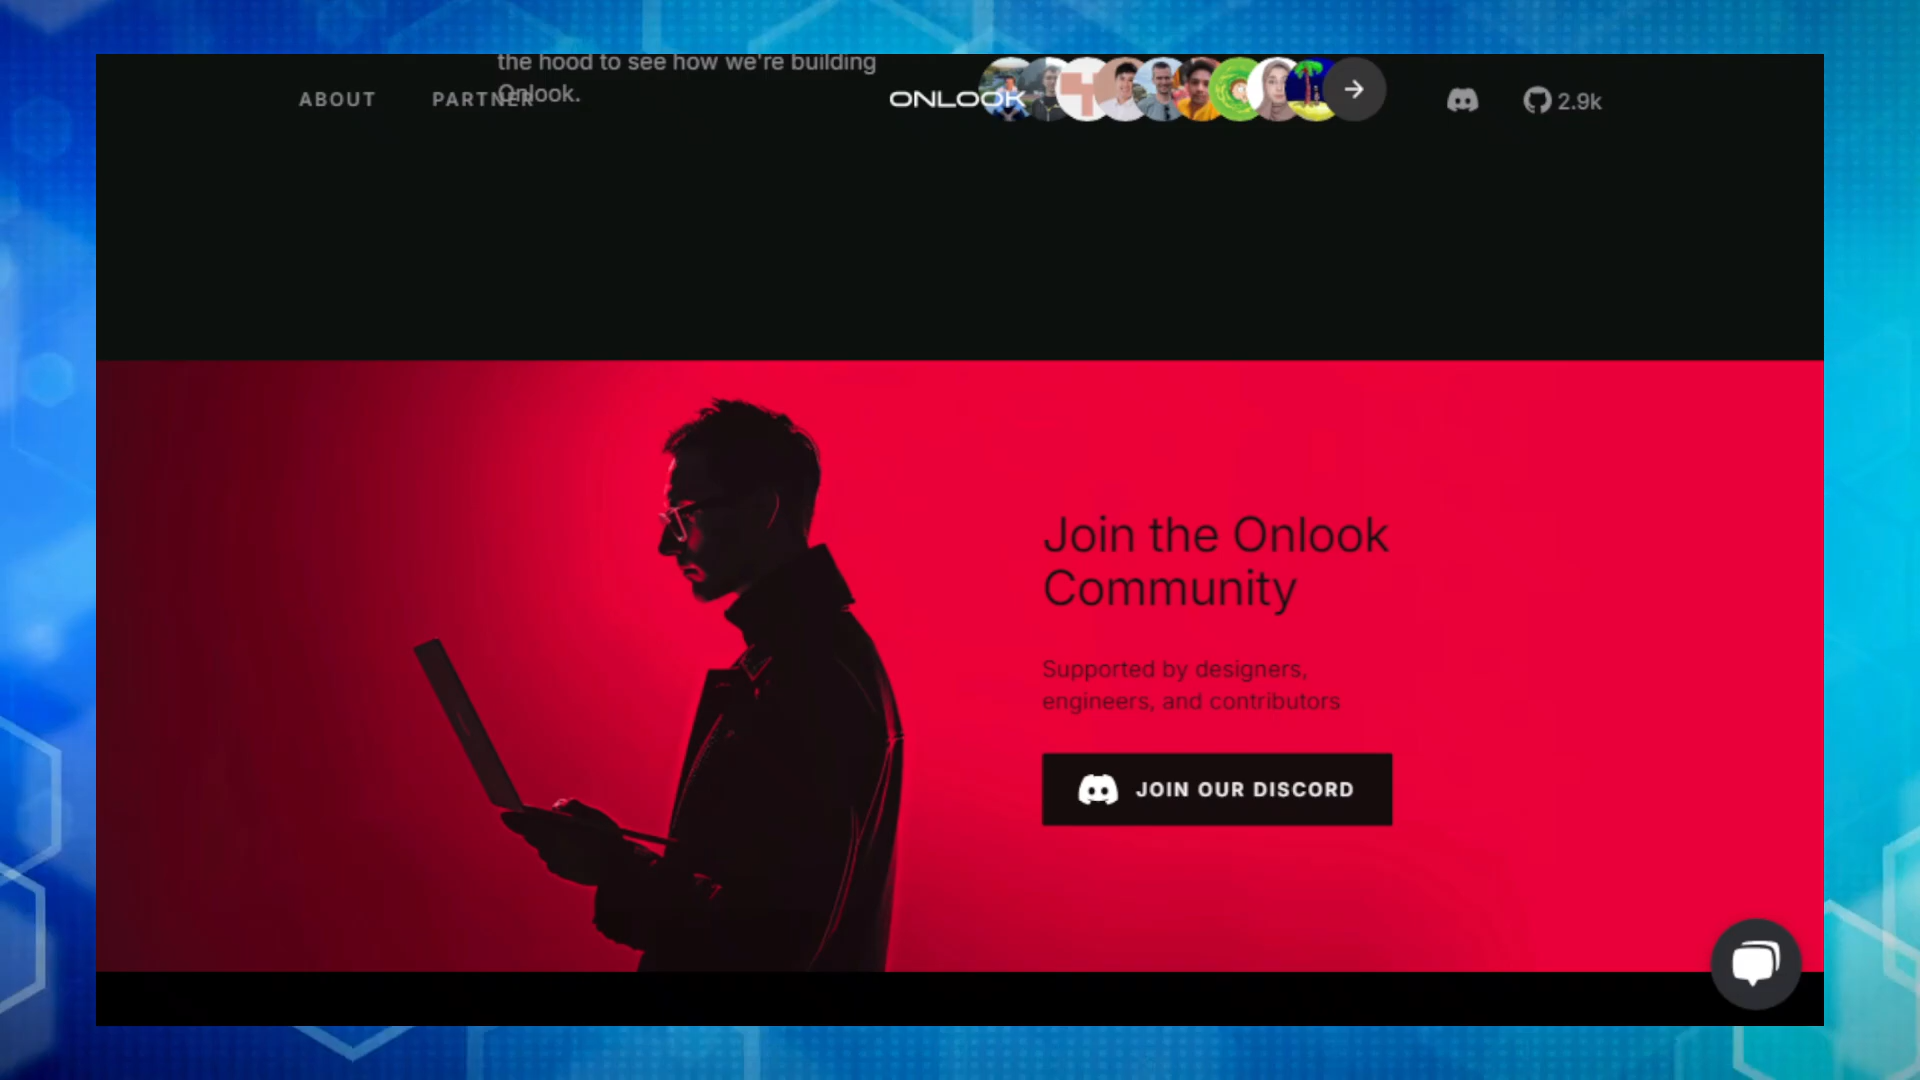 the hood to see how we're building
Onlook.
ABOUT
PARTNER
ONLOOK
2.9k
Join the Onlook
Community
Supported by designers,
engineers, and contributors
JOIN OUR DISCORD